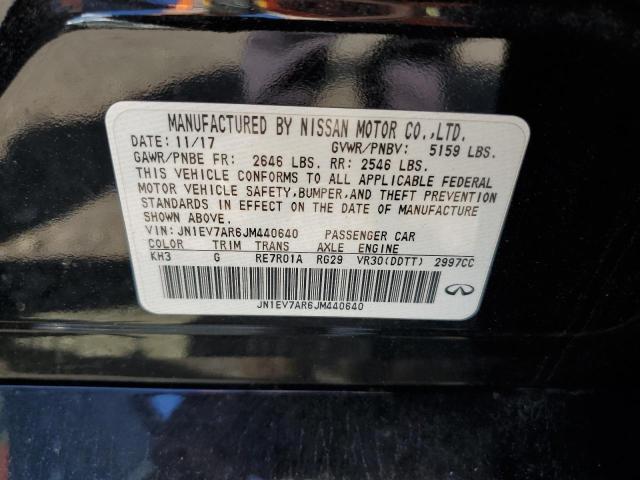 MANUFACTURED BY NISSAN MOTOR CO.,LTD.
DATE: 11/17 GVWR/PNBV: 5159 LBS.
GAWR/PNBE FR: 2646 LBS. RR: 2546 LBS.
THIS VEHICLE CONFORMS TO ALL APPLICABLE FEDERAL
MOTOR VEHICLE SAFETY,BUMPER,AND THEFT PREVENTION
STANDARDS IN EFFECT ON THE DATE OF MANUFACTURE
SHOWN ABOVE.
VIN: JN1EV7AR6JM440640 PASSENGER CAR
COLOR TRIM TRANS AXLE ENGINE
KH3 G RE7R01A RG29 VR30(DDTT) 2997CC
JN1EV7AR6JM440640